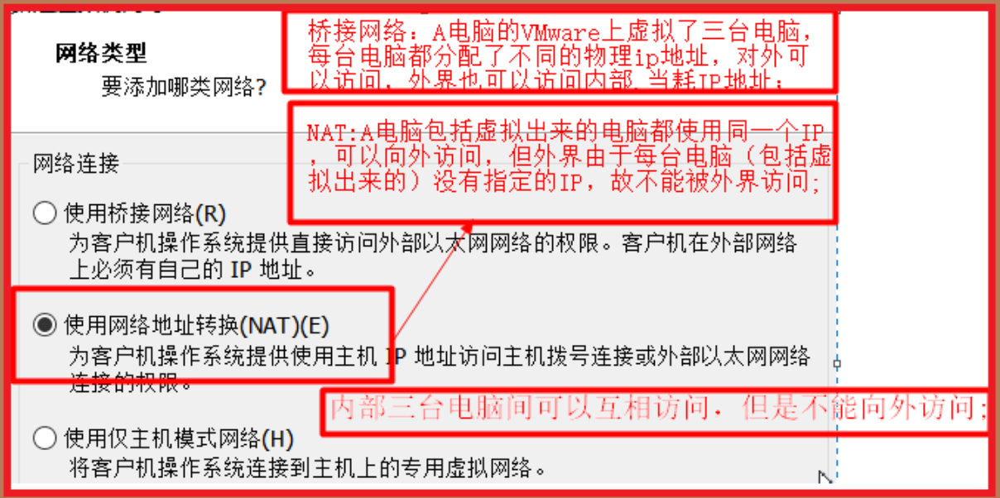 网络类型
要添加哪类网络?
桥接网络：A电脑的VMware上虚拟了三台电脑，
每台电脑都分配了不同的物理ip地址，对外可
以访问，外界也可以访问内部,当耗IP地址；
NAT:A电脑包括虚拟出来的电脑都使用同一个IP
，可以向外访问，但外界由于每台电脑（包括虚
拟出来的）没有指定的IP，故不能被外界访问;
网络连接
使用桥接网络(R)
为客户机操作系统提供直接访问外部以太网网络的权限。客户机在外部网络
上必须有自己的 IP 地址。
使用网络地址转换(NAT)(E)
为客户机操作系统提供使用主机 IP 地址访问主机拨号连接或外部以太网网络
连接的权限。
内部三台电脑间可以互相访问，但是不能向外访问;
使用仅主机模式网络(H)
将客户机操作系统连接到主机上的专用虚拟网络。